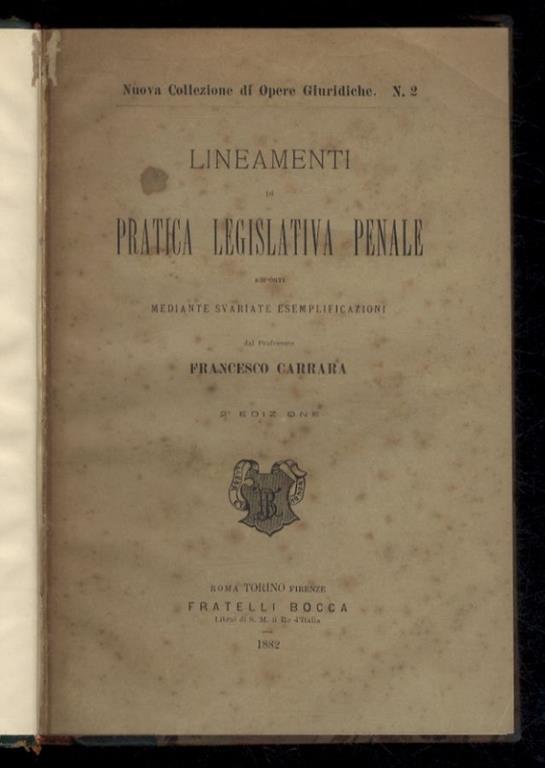 Nuova Collezione di Opere Giuridiche. N. 2
LINEAMENTI
DI
PRATICA LEGISLATIVA PENALE
ESPOSTI
MEDIANTE SVARIATE ESEMPLIFICAZIONI
dal Professore
FRANCESCO CARRARA
2ª EDIZIONE
ROMA TORINO FIRENZE
FRATELLI BOCCA
Librai di S. M. il Re d'Italia
1882